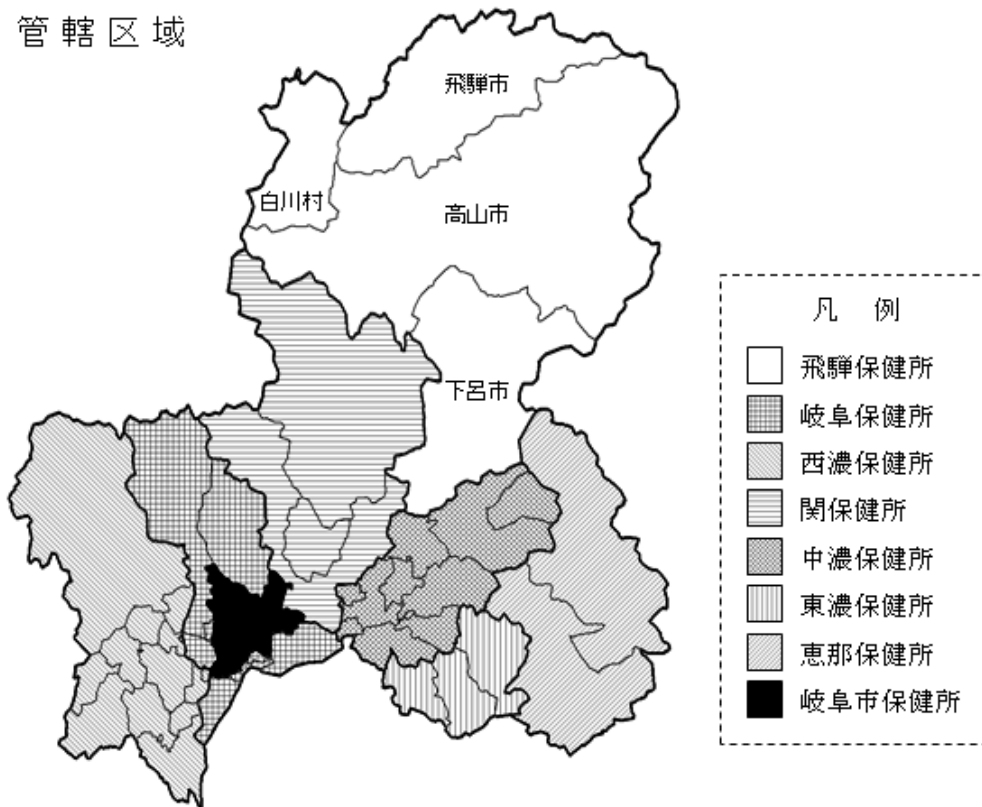 管轄区域
飛騨市
白川村
高山市
下呂市
凡例
飛騨保健所
岐阜保健所
西濃保健所
関保健所
中濃保健所
東濃保健所
恵那保健所
岐阜市保健所